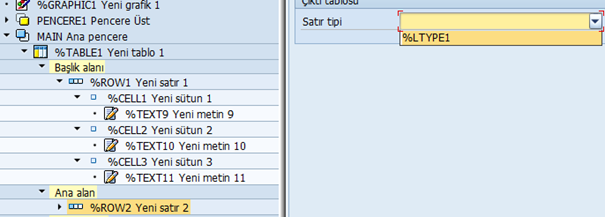 %GRAPHIC1 Yeni grafik 1
PENCERE1 Pencere Üst
MAIN Ana pencere
%TABLE1 Yeni tablo 1
Başlık alanı
%ROW1 Yeni satır 1
%CELL1 Yeni sütun 1
%TEXT9 Yeni metin 9
%CELL2 Yeni sütun 2
%TEXT10 Yeni metin 10
%CELL3 Yeni sütun 3
%TEXT11 Yeni metin 11
Ana alan
%ROW2 Yeni satır 2
Çıktı tablosu
Satır tipi
%LTYPE1